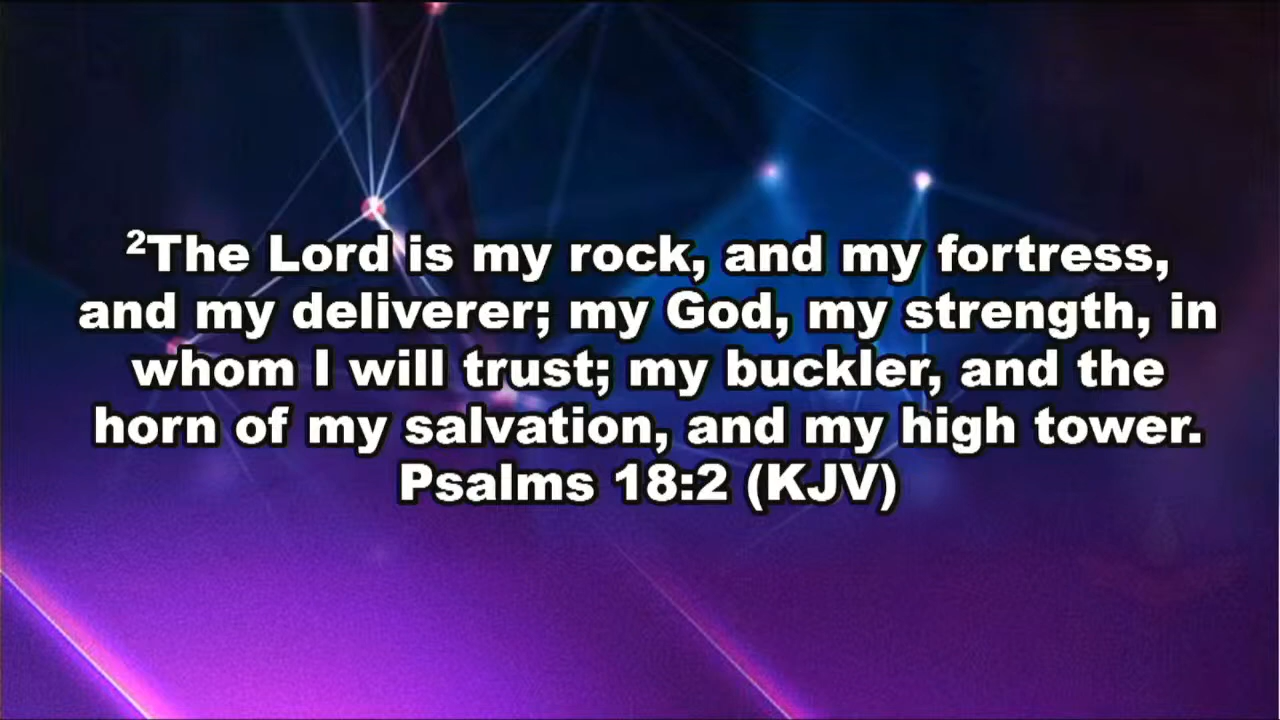 ²The Lord is my rock, and my fortress,
and my deliverer; my God, my strength, in
whom I will trust; my buckler, and the
horn of my salvation, and my high tower.
Psalms 18:2 (KJV)